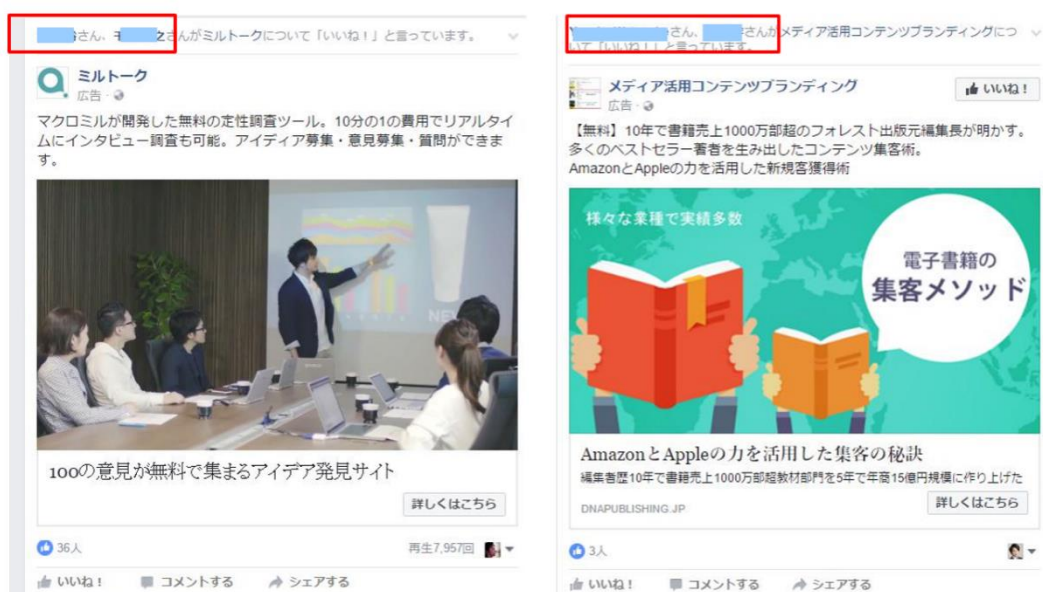 さん、
之さんがミルトークについて「いいね！」と言っています。
ミルトーク
広告
マクロミルが開発した無料の定性調査ツール。10分の1の費用でリアルタイ
ムにインタビュー調査も可能。アイディア募集・意見募集・質問ができま
す。
NEW
100の意見が無料で集まるアイデア発見サイト
詳しくはこちら
36人
再生7,957回
いいね！
コメントする
シェアする
さん、
さんがメディア活用コンテンツブランディングにつ
いて「いいね！」と言っています。
メディア活用コンテンツブランディング
広告
いいね！
【無料】10年で書籍売上1000万部超のフォレスト出版元編集長が明かす。
多くのベストセラー著者を生み出したコンテンツ集客術。
AmazonとAppleの力を活用した新規客獲得術
様々な業種で実績多数
電子書籍の
集客メソッド
AmazonとAppleの力を活用した集客の秘訣
編集者歴10年で書籍売上1000万部超教材部門を5年で年商15億円規模に作り上げた
DNAPUBLISHING.JP
詳しくはこちら
3人
いいね！
コメントする
シェアする